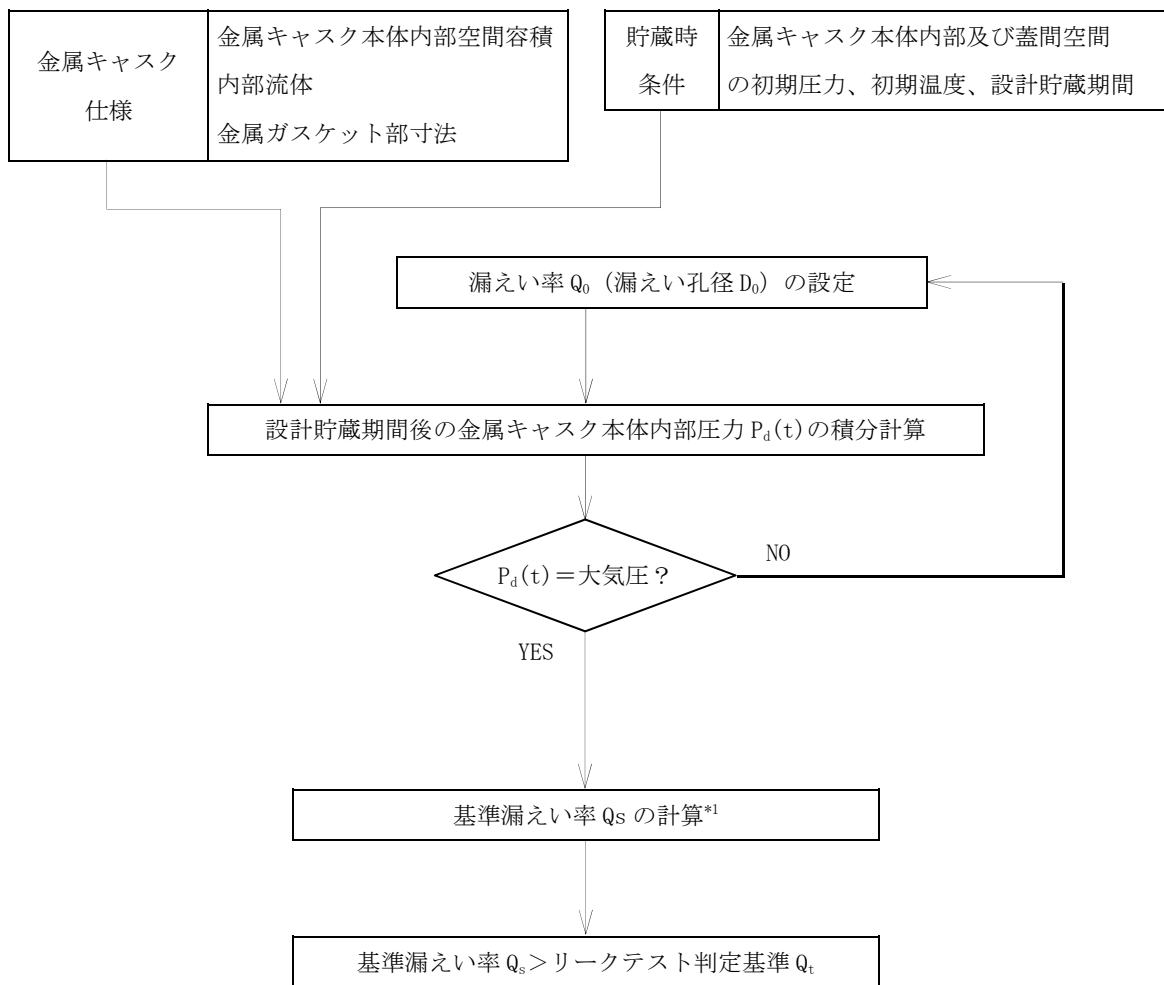 金属キャスク
仕様
金属キャスク本体内部空間容積
内部流体
金属ガスケット部寸法
貯蔵時
条件
金属キャスク本体内部及び蓋間空間
の初期圧力、初期温度、設計貯蔵期間
漏えい率 Q₀（漏えい孔径 D₀）の設定
設計貯蔵期間後の金属キャスク本体内部圧力 P_d(t)の積分計算
P_d(t)＝大気圧？
NO
YES
基準漏えい率 Qs の計算*1
基準漏えい率 Qₛ＞リークテスト判定基準 Qₜ